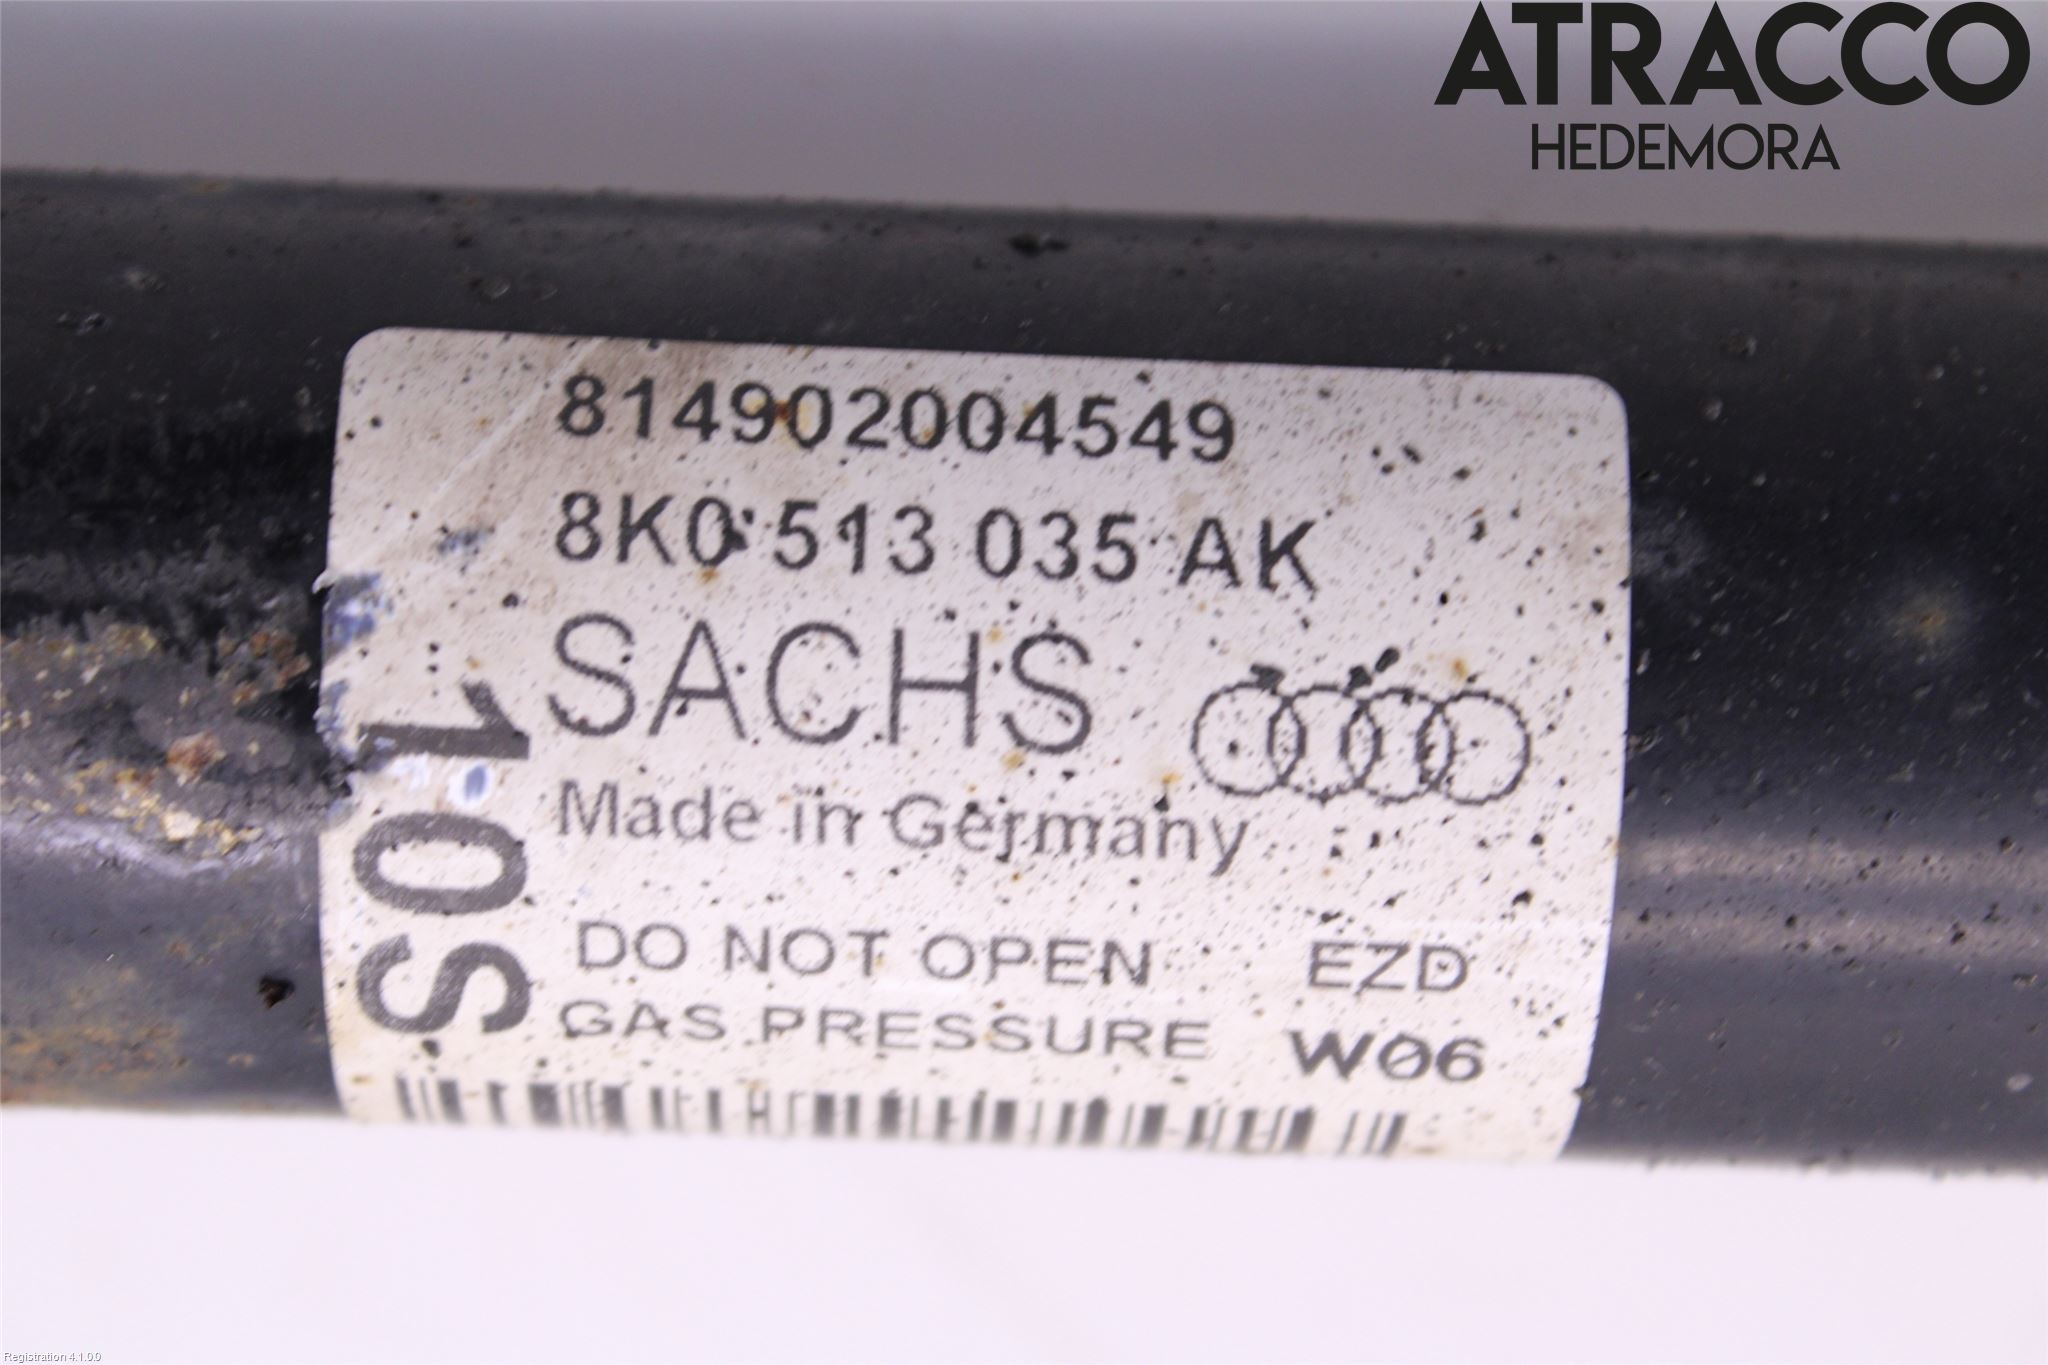 ATRACCO
HEDEMORA
814902004549
8K0 513 035 AK
SACHS
Made in Germany
10S
DO NOT OPEN EZD
GAS PRESSURE W06
Registration 4.1.0.0